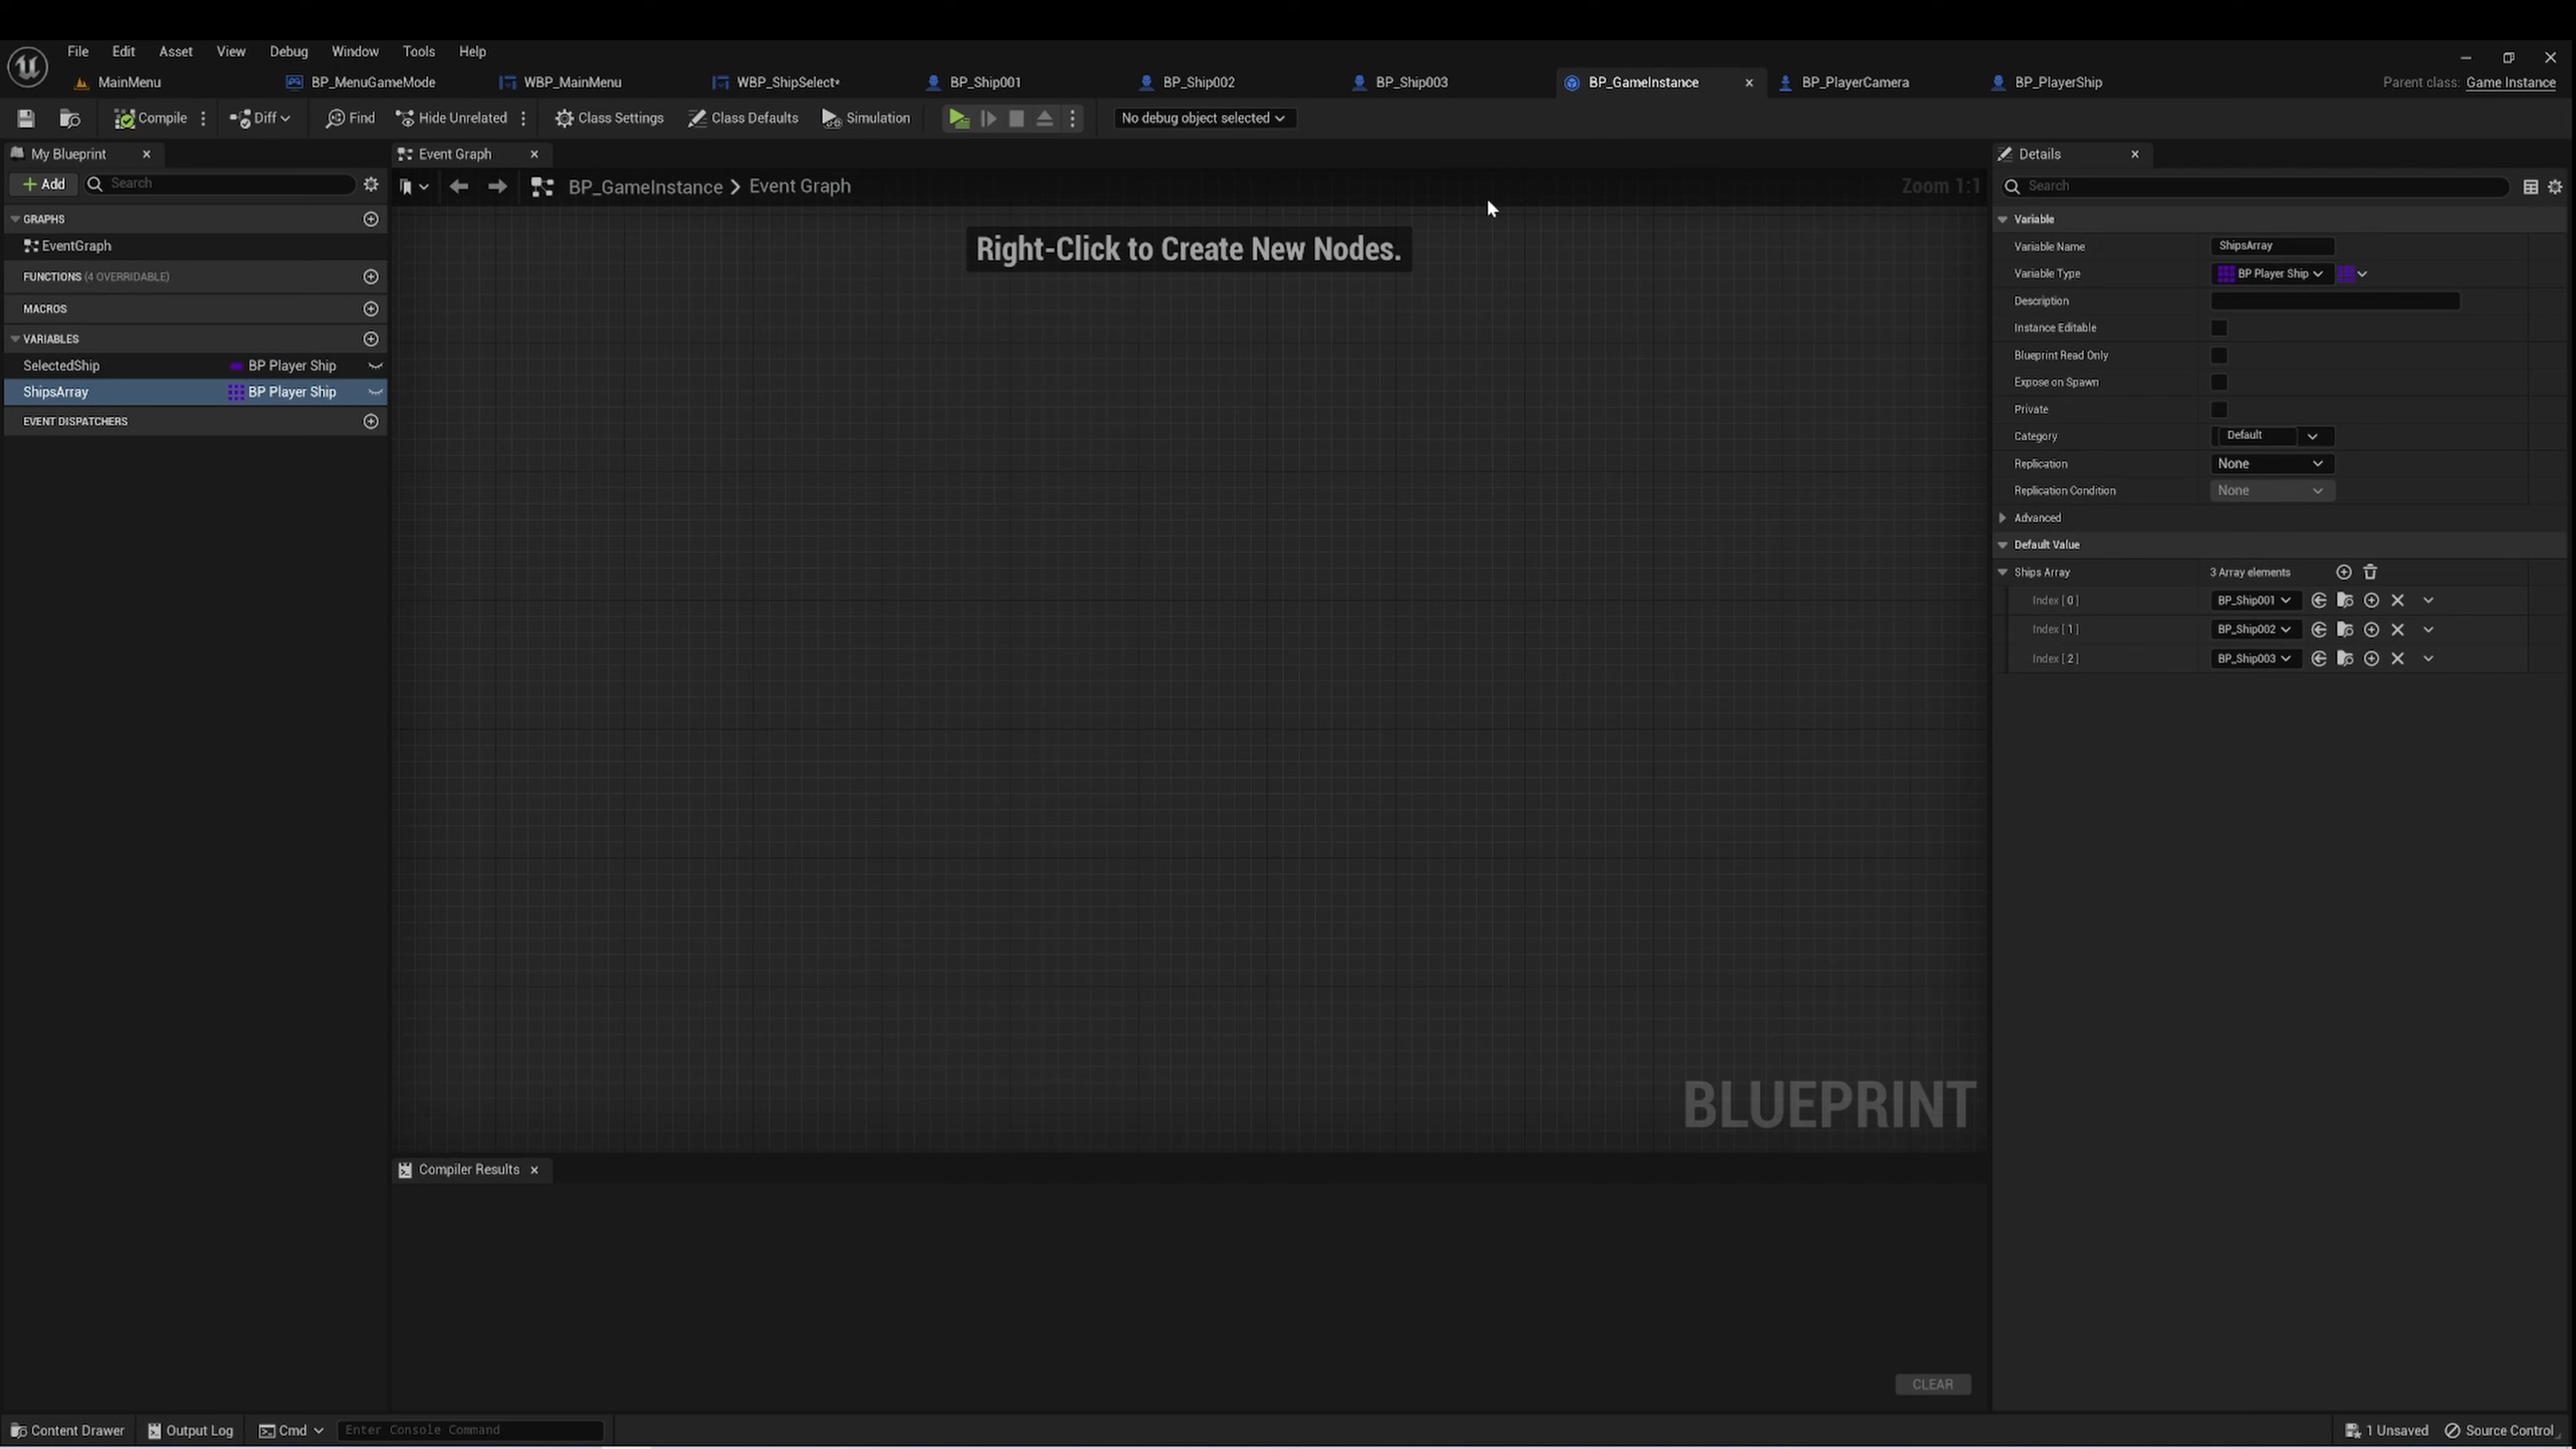 File Edit Asset View Debug Window Tools Help
MainMenu BP_MenuGameMode WBP_MainMenu WBP_ShipSelect* BP_Ship001 BP_Ship002 BP_Ship003 BP_GameInstance BP_PlayerCamera BP_PlayerShip Parent class: Game Instance
Compile Diff Find Hide Unrelated Class Settings Class Defaults Simulation No debug object selected
My Blueprint
Add Search
GRAPHS
EventGraph
FUNCTIONS (4 OVERRIDABLE)
MACROS
VARIABLES
SelectedShip BP Player Ship
ShipsArray BP Player Ship
EVENT DISPATCHERS
Event Graph
BP_GameInstance > Event Graph Zoom 1:1
Right-Click to Create New Nodes.
BLUEPRINT
Compiler Results
CLEAR
Details
Search
Variable
Variable Name ShipsArray
Variable Type BP Player Ship
Description
Instance Editable
Blueprint Read Only
Expose on Spawn
Private
Category Default
Replication None
Replication Condition None
Advanced
Default Value
Ships Array 3 Array elements
Index [ 0 ] BP_Ship001
Index [ 1 ] BP_Ship002
Index [ 2 ] BP_Ship003
Content Drawer Output Log Cmd Enter Console Command 1 Unsaved Source Control